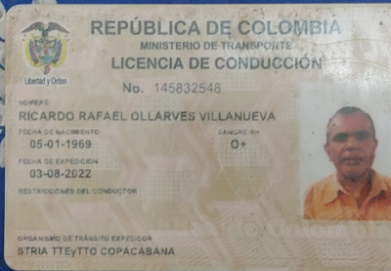 REPÚBLICA DE COLOMBIA
MINISTERIO DE TRANSPORTE
LICENCIA DE CONDUCCIÓN
Libertad y Orden
No. 145832548
NOMBRE
RICARDO RAFAEL OLLARVES VILLANUEVA
FECHA DE NACIMIENTO SANGRE RH
05-01-1969 O+
FECHA DE EXPEDICION
03-08-2022
RESTRICCIONES DEL CONDUCTOR
ORGANISMO DE TRÁNSITO EXPEDIDOR
STRIA TTEyTTO COPACABANA